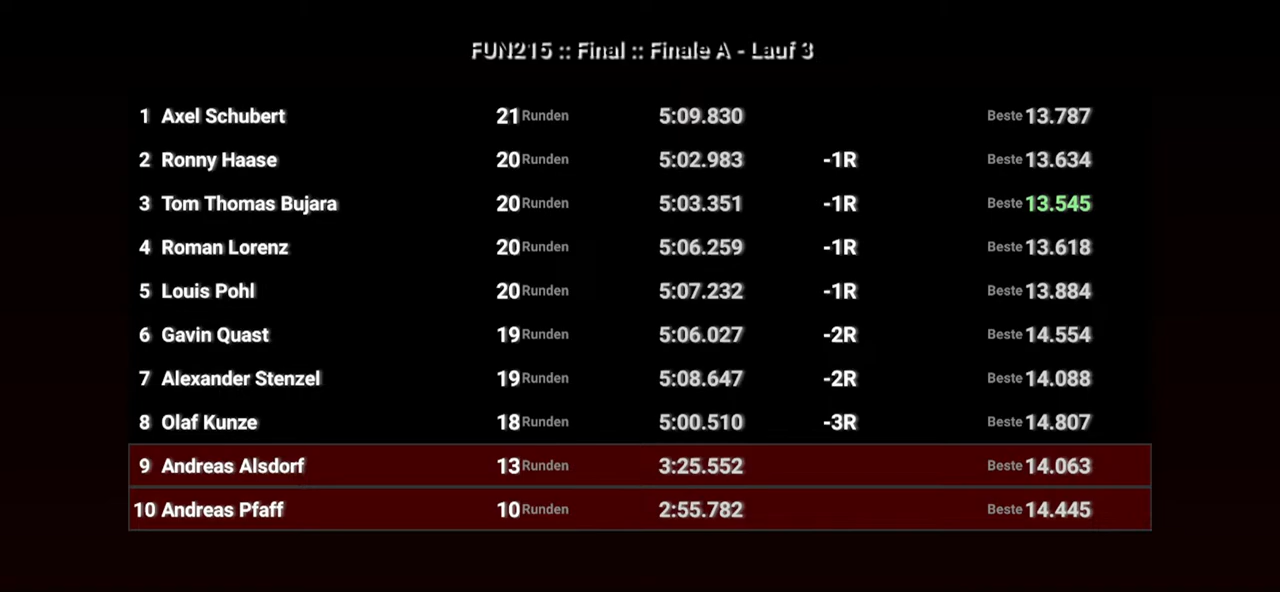 FUN215 :: Final :: Finale A - Lauf 3
1 Axel Schubert 21 Runden 5:09.830 Beste 13.787
2 Ronny Haase 20 Runden 5:02.983 -1R Beste 13.634
3 Tom Thomas Bujara 20 Runden 5:03.351 -1R Beste 13.545
4 Roman Lorenz 20 Runden 5:06.259 -1R Beste 13.618
5 Louis Pohl 20 Runden 5:07.232 -1R Beste 13.884
6 Gavin Quast 19 Runden 5:06.027 -2R Beste 14.554
7 Alexander Stenzel 19 Runden 5:08.647 -2R Beste 14.088
8 Olaf Kunze 18 Runden 5:00.510 -3R Beste 14.807
9 Andreas Alsdorf 13 Runden 3:25.552 Beste 14.063
10 Andreas Pfaff 10 Runden 2:55.782 Beste 14.445